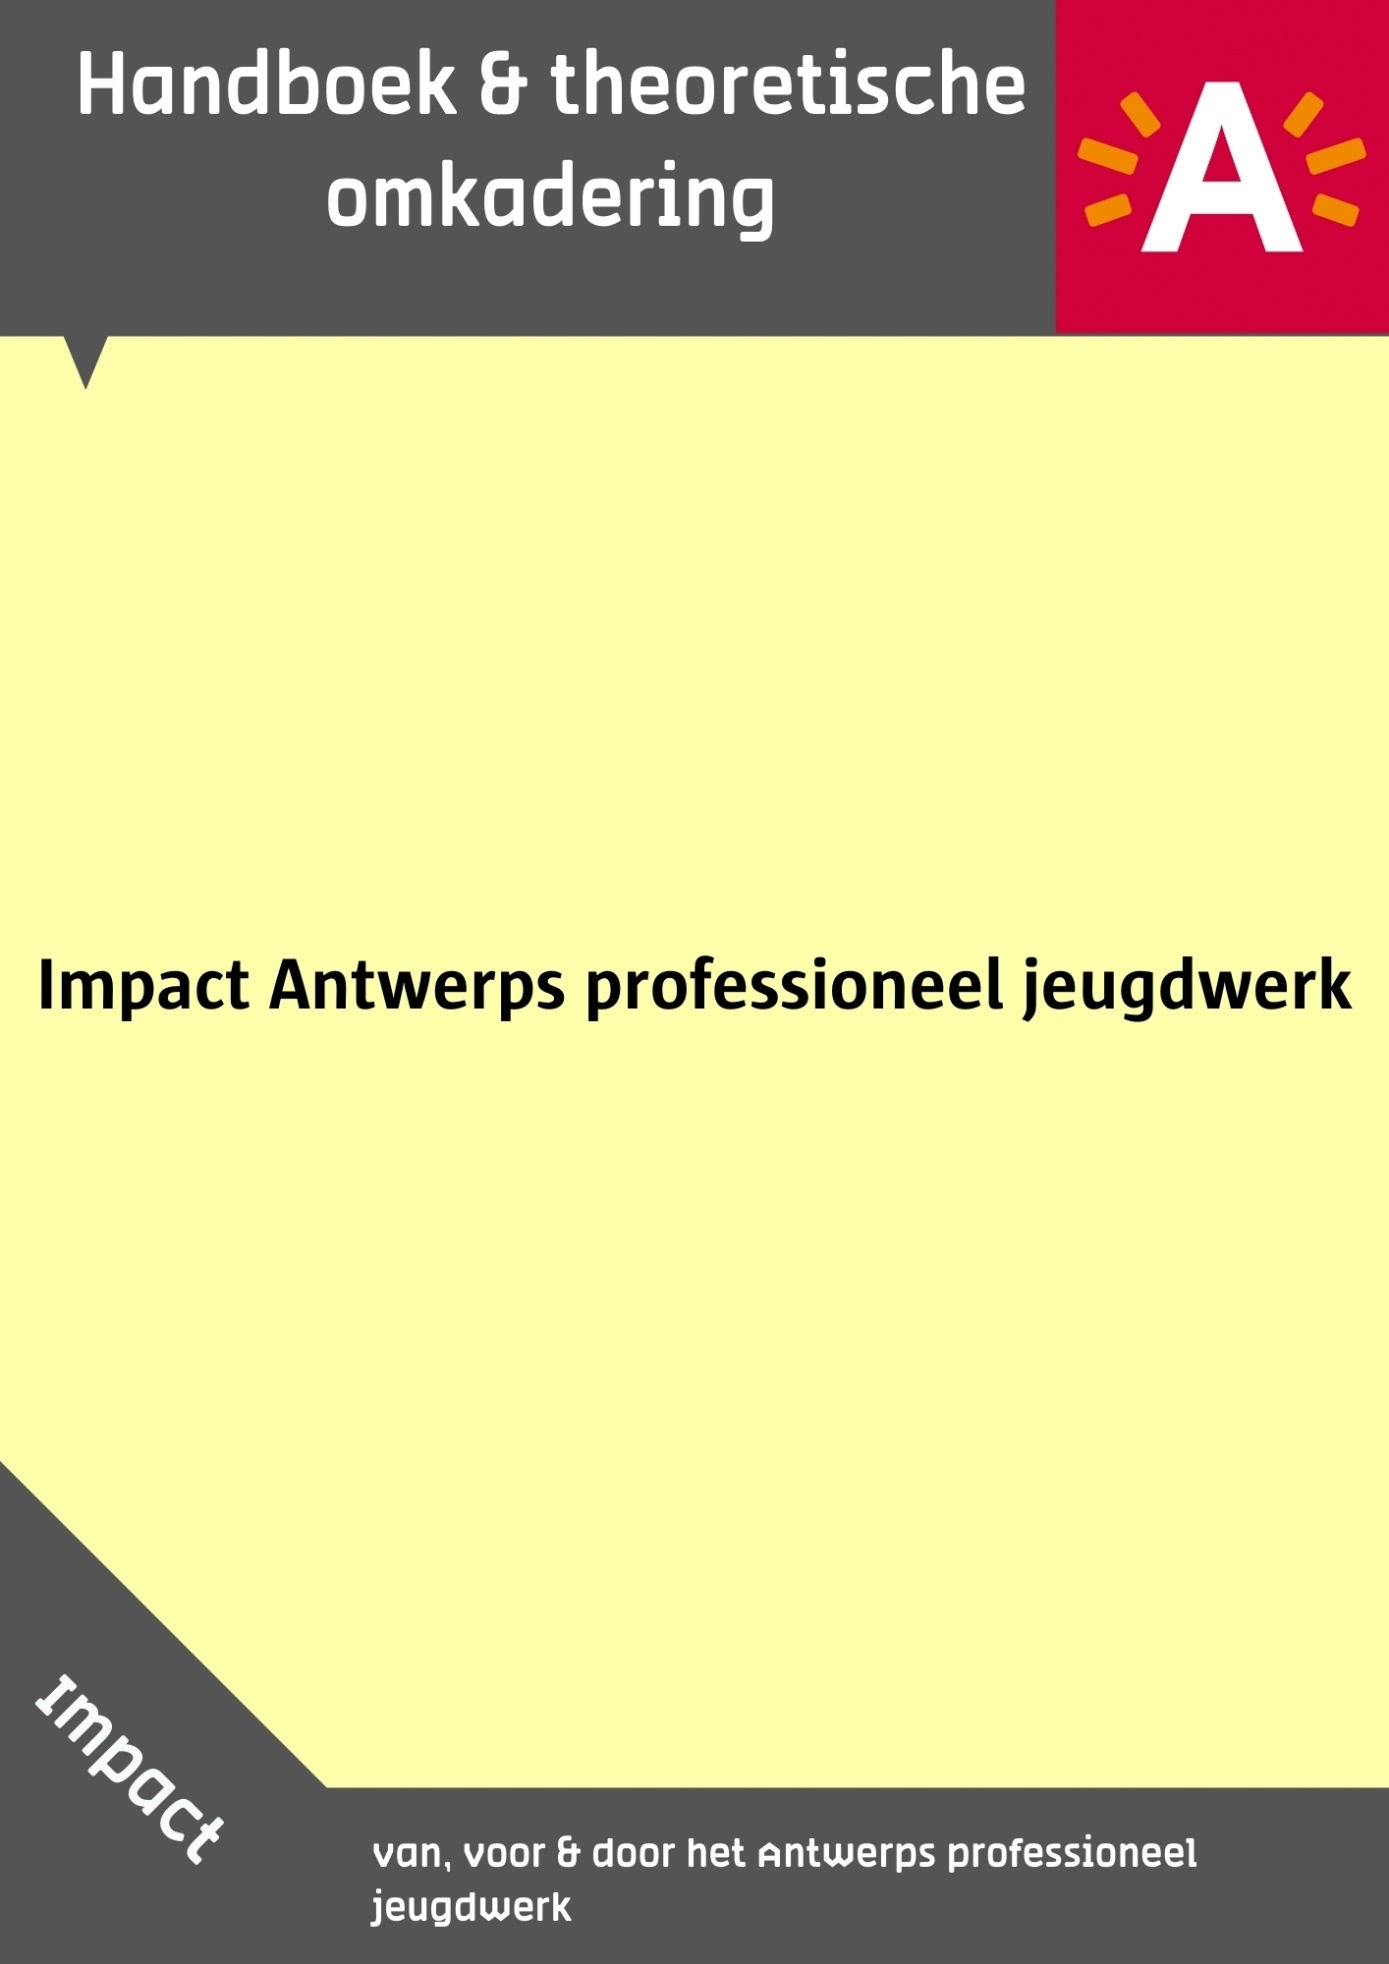 Handboek & theoretische
omkadering
A
Impact Antwerps professioneel jeugdwerk
Impact
van, voor & door het Antwerps professioneel
jeugdwerk